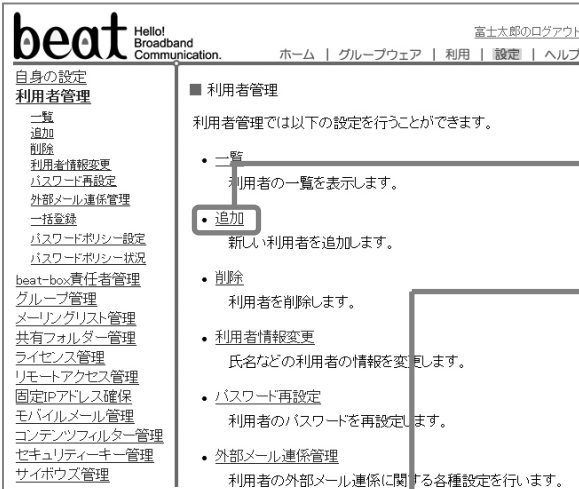 beat Hello!
Broadband
Communication.
富士太郎のログアウト
ホーム | グループウェア | 利用 | 設定 | ヘルプ
自身の設定
利用者管理
一覧
追加
削除
利用者情報変更
パスワード再設定
外部メール連係管理
一括登録
パスワードポリシー設定
パスワードポリシー状況
beat-box責任者管理
グループ管理
メーリングリスト管理
共有フォルダー管理
ライセンス管理
リモートアクセス管理
固定IPアドレス確保
モバイルメール管理
コンテンツフィルター管理
セキュリティーキー管理
サイボウズ管理
■ 利用者管理
利用者管理では以下の設定を行うことができます。
• 一覧
利用者の一覧を表示します。
• 追加
新しい利用者を追加します。
• 削除
利用者を削除します。
• 利用者情報変更
氏名などの利用者の情報を変更します。
• パスワード再設定
利用者のパスワードを再設定します。
• 外部メール連係管理
利用者の外部メール連係に関する各種設定を行います。